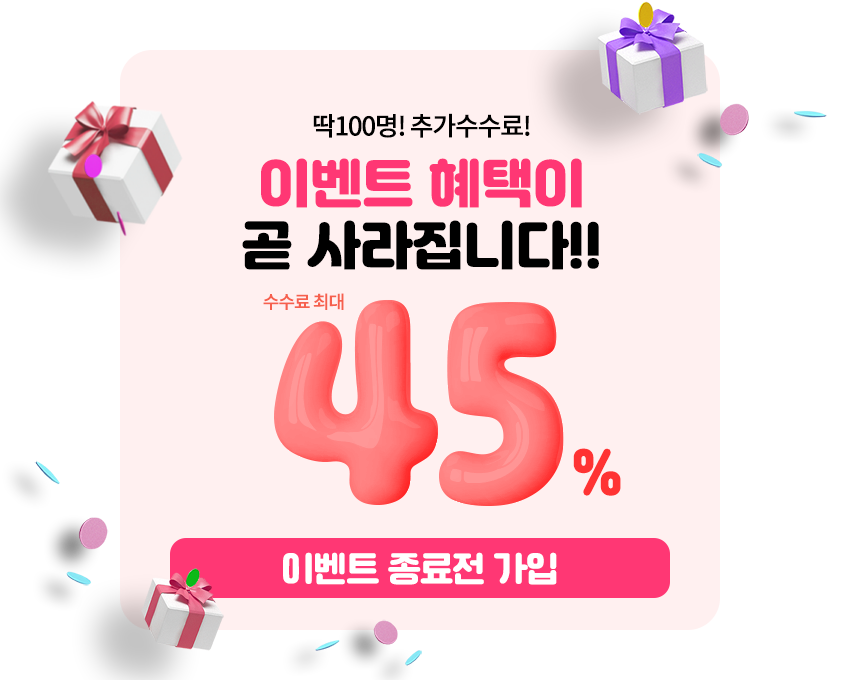 딱100명! 추가수수료!
이벤트 혜택이
곧 사라집니다!!
수수료 최대
45%
이벤트 종료전 가입